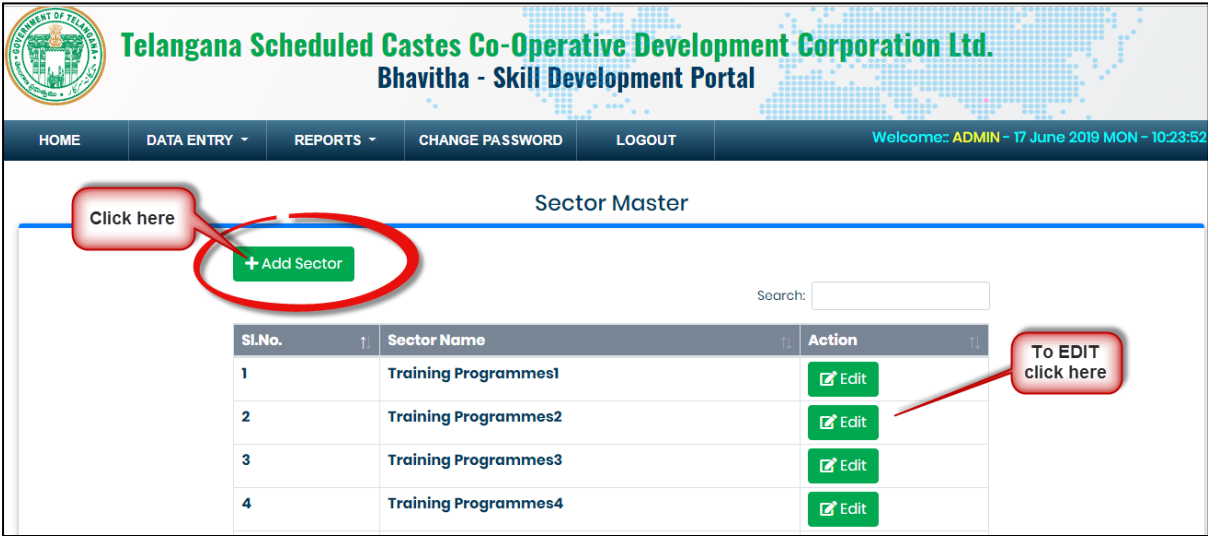 GOVERNMENT OF TELANGANA
Telangana Scheduled Castes Co-Operative Development Corporation Ltd.
Bhavitha - Skill Development Portal
HOME DATA ENTRY REPORTS CHANGE PASSWORD LOGOUT Welcome:: ADMIN - 17 June 2019 MON - 10:23:52
Sector Master
Click here
+Add Sector
Search:
Sl.No. Sector Name Action
1 Training Programmes1 Edit
To EDIT
click here
2 Training Programmes2 Edit
3 Training Programmes3 Edit
4 Training Programmes4 Edit